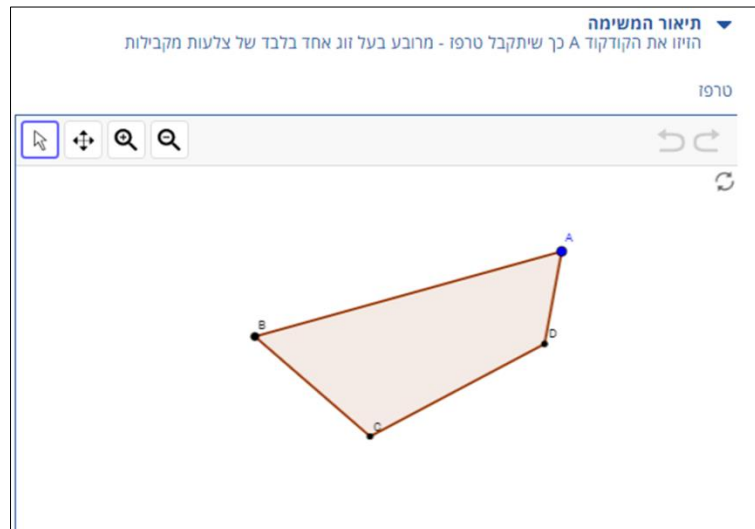 תיאור המשימה
הזיזו את הקודקוד A כך שיתקבל טרפז - מרובע בעל זוג אחד בלבד של צלעות מקבילות
טרפז
A
B
D
C